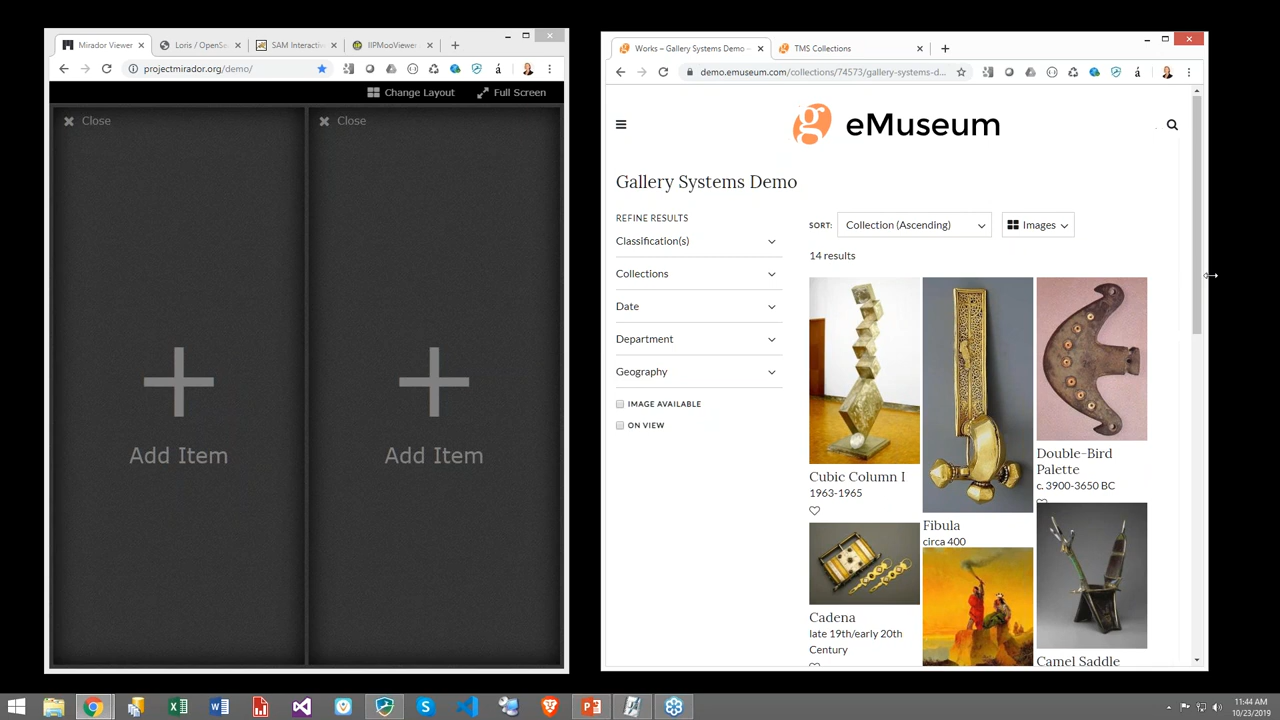 Mirador Viewer
Loris / OpenSe
SAM Interactiv
IIPMooViewer
projectmirador.org/demo/
Change Layout
Full Screen
Close
Close
Add Item
Add Item
Works – Gallery Systems Demo –
TMS Collections
demo.emuseum.com/collections/74573/gallery-systems-d...
eMuseum
Gallery Systems Demo
REFINE RESULTS
Classification(s)
Collections
Date
Department
Geography
IMAGE AVAILABLE
ON VIEW
SORT:
Collection (Ascending)
Images
14 results
Cubic Column I
1963-1965
Fibula
circa 400
Double-Bird
Palette
c. 3900-3650 BC
Cadena
late 19th/early 20th
Century
Camel Saddle
11:44 AM
10/23/2019